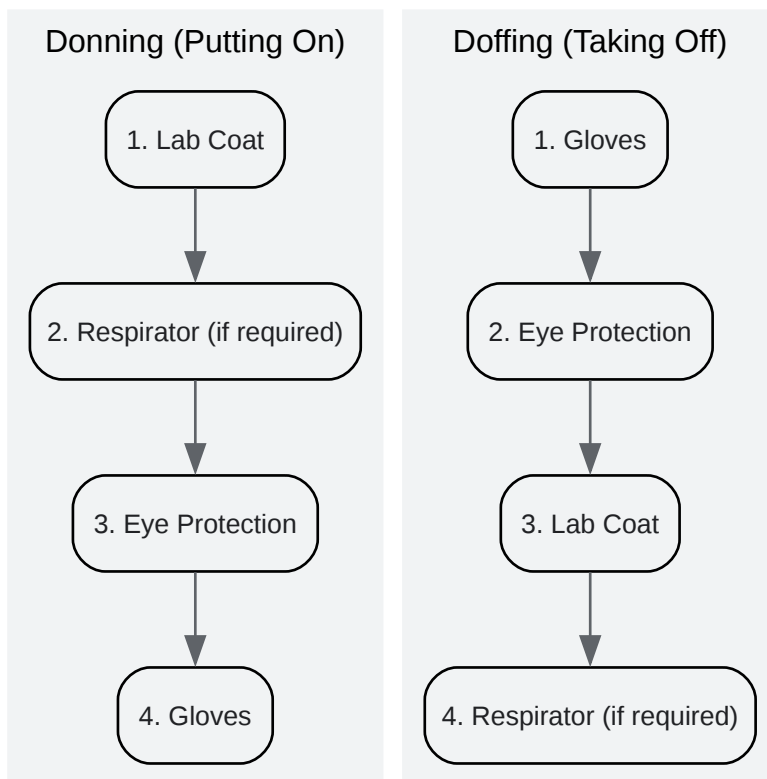 Donning (Putting On)
1. Lab Coat
2. Respirator (if required)
3. Eye Protection
4. Gloves
Doffing (Taking Off)
1. Gloves
2. Eye Protection
3. Lab Coat
4. Respirator (if required)